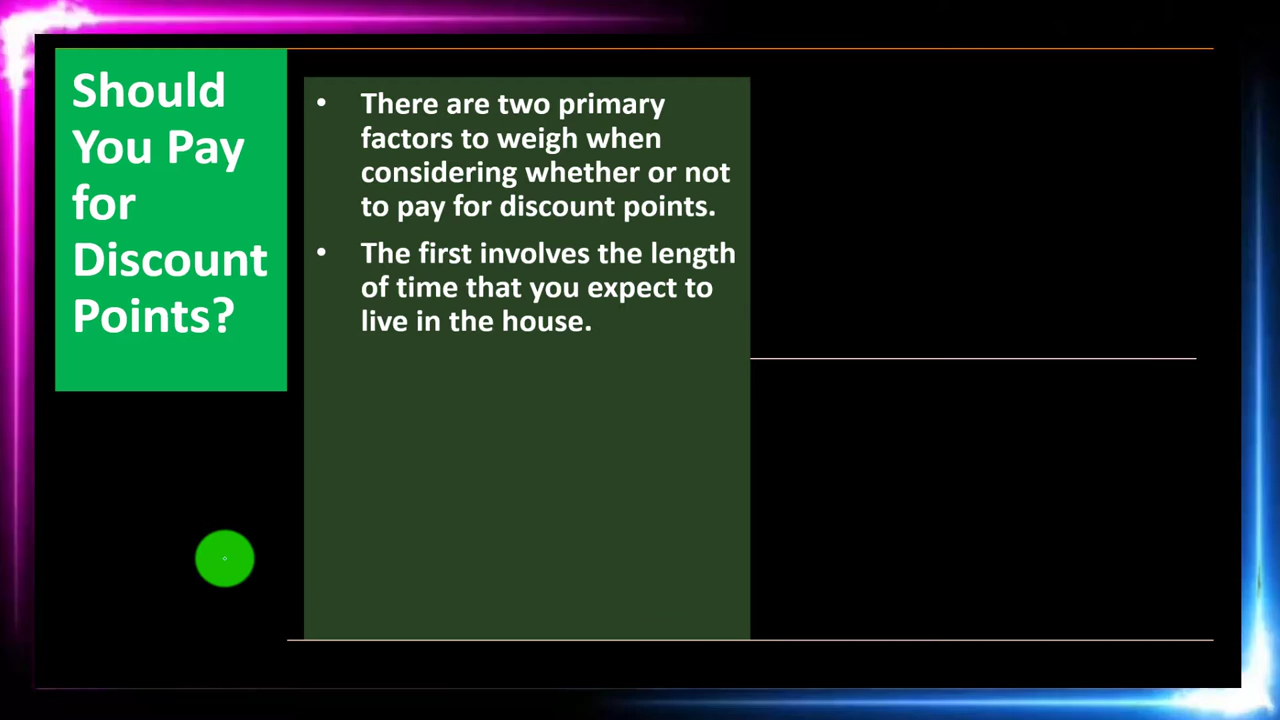 Should
You Pay
for
Discount
Points?
• There are two primary
factors to weigh when
considering whether or not
to pay for discount points.
• The first involves the length
of time that you expect to
live in the house.